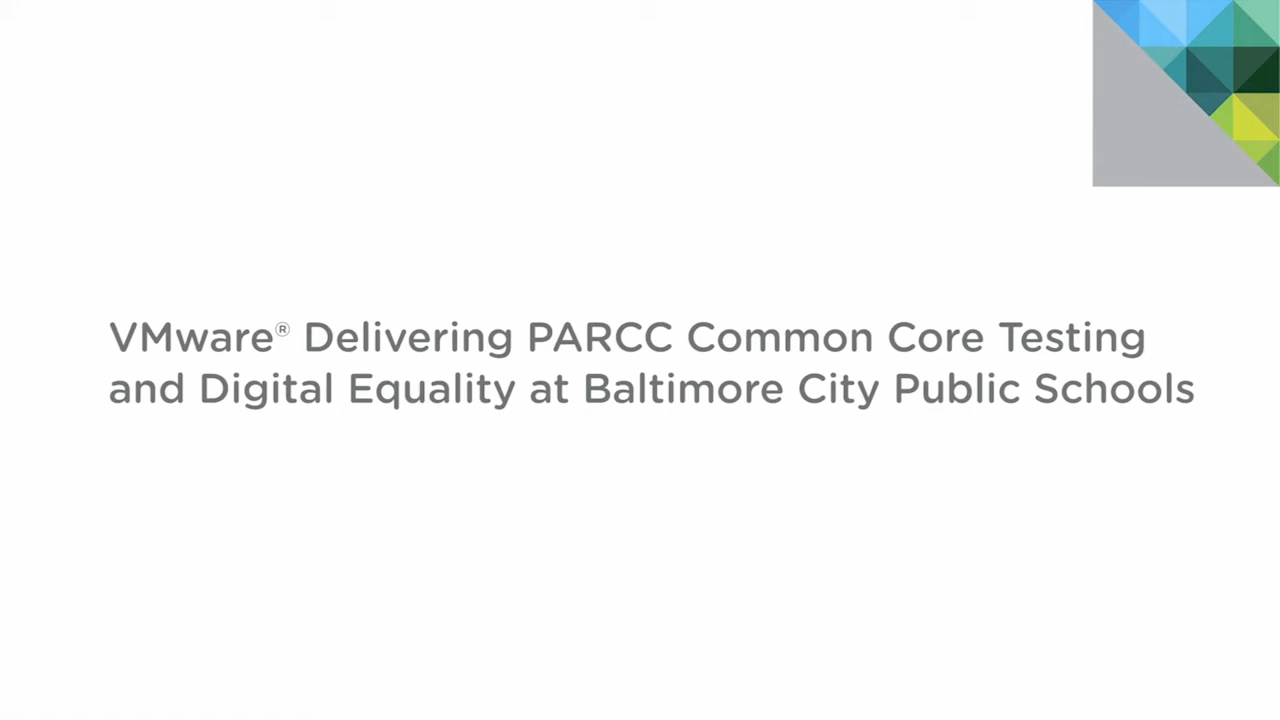 VMware® Delivering PARCC Common Core Testing
and Digital Equality at Baltimore City Public Schools